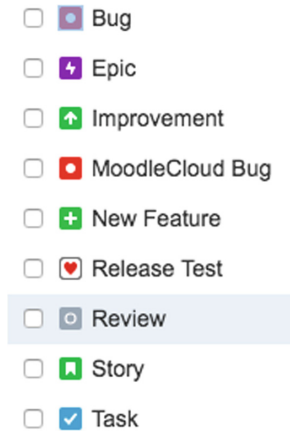 Bug
Epic
Improvement
MoodleCloud Bug
New Feature
Release Test
Review
Story
Task